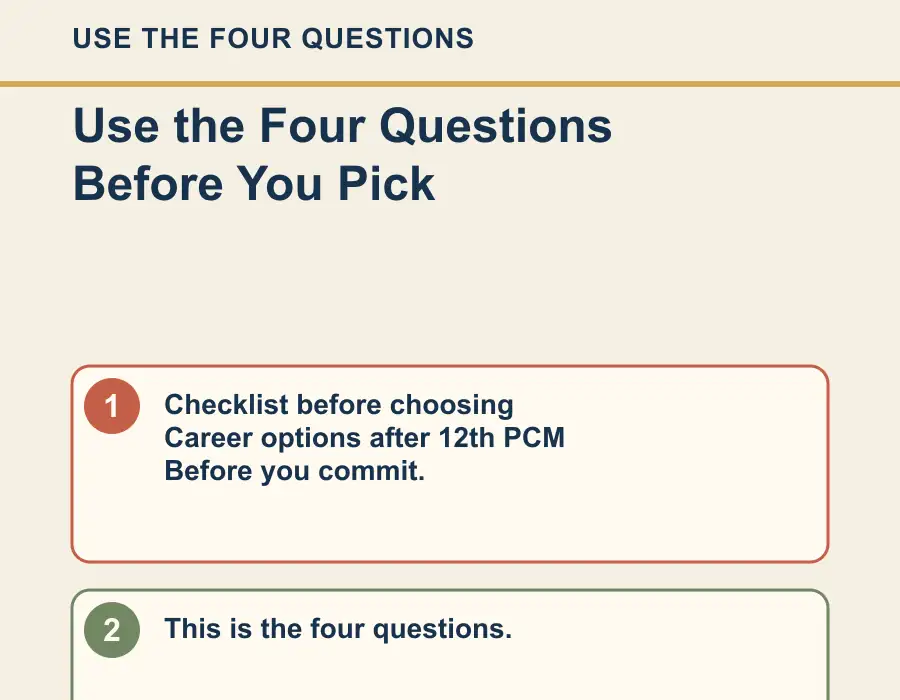 USE THE FOUR QUESTIONS
Use the Four Questions
Before You Pick
1
Checklist before choosing
Career options after 12th PCM
Before you commit.
2
This is the four questions.